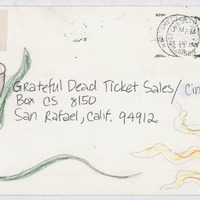 Grateful Dead Ticket Sales/ Cin
Box CS 8150
San Rafael, Calif. 94912